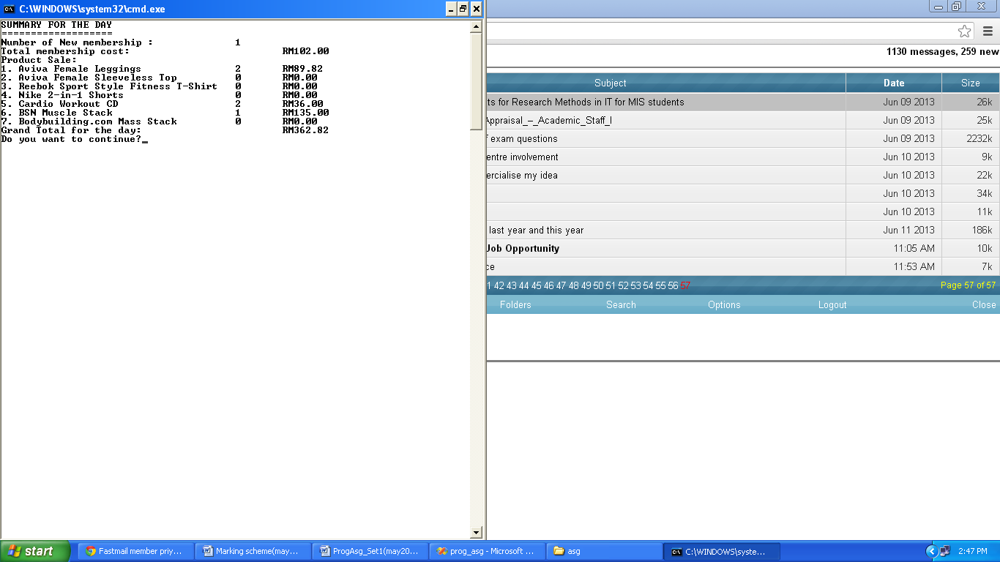 C:\WINDOWS\system32\cmd.exe
SUMMARY FOR THE DAY
===================
Number of New membership : 1
Total membership cost: RM102.00
Product Sale:
1. Aviva Female Leggings 2 RM89.82
2. Aviva Female Sleeveless Top 0 RM0.00
3. Reebok Sport Style Fitness T-Shirt 0 RM0.00
4. Nike 2-in-1 Shorts 0 RM0.00
5. Cardio Workout CD 2 RM36.00
6. BSN Muscle Stack 1 RM135.00
7. Bodybuilding.com Mass Stack 0 RM0.00
Grand Total for the day: RM362.82
Do you want to continue?_
1130 messages, 259 new
Subject Date Size
ts for Research Methods in IT for MIS students Jun 09 2013 26k
Appraisal_–_Academic_Staff_I Jun 09 2013 25k
f exam questions Jun 09 2013 2232k
entre involvement Jun 10 2013 9k
ercialise my idea Jun 10 2013 22k
Jun 10 2013 34k
Jun 10 2013 11k
last year and this year Jun 11 2013 186k
Job Opportunity 11:05 AM 10k
ce 11:53 AM 7k
1 42 43 44 45 46 47 48 49 50 51 52 53 54 55 56 57 Page 57 of 57
Folders Search Options Logout Close
start Fastmail member priy... Marking scheme(may... ProgAsg_Set1(may20... prog_asg - Microsoft ... asg C:\WINDOWS\syste... 2:47 PM